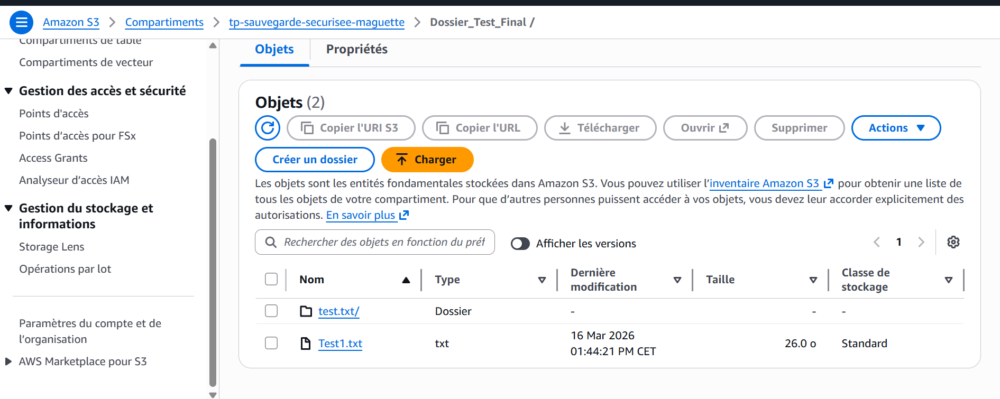 Amazon S3 > Compartiments > tp-sauvegarde-securisee-maguette > Dossier_Test_Final /
Compartiments de table
Compartiments de vecteur
Gestion des accès et sécurité
Points d'accès
Points d’accès pour FSx
Access Grants
Analyseur d’accès IAM
Gestion du stockage et
informations
Storage Lens
Opérations par lot
Paramètres du compte et de
l’organisation
AWS Marketplace pour S3
Objets Propriétés
Objets (2)
Copier l'URI S3 Copier l'URL Télécharger Ouvrir Supprimer Actions
Créer un dossier Charger
Les objets sont les entités fondamentales stockées dans Amazon S3. Vous pouvez utiliser l’inventaire Amazon S3 pour obtenir une liste de
tous les objets de votre compartiment. Pour que d’autres personnes puissent accéder à vos objets, vous devez leur accorder explicitement des
autorisations. En savoir plus
Rechercher des objets en fonction du préf Afficher les versions 1
Nom Type Dernière modification Taille Classe de stockage
test.txt/ Dossier - - -
Test1.txt txt 16 Mar 2026 01:44:21 PM CET 26.0 o Standard